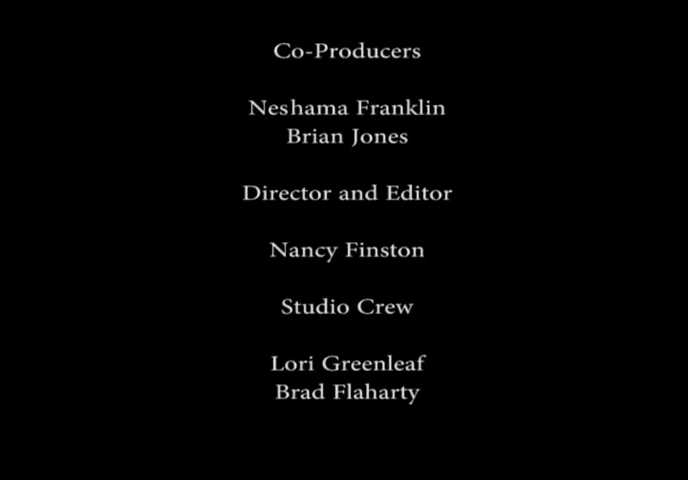 Co-Producers
Neshama Franklin
Brian Jones
Director and Editor
Nancy Finston
Studio Crew
Lori Greenleaf
Brad Flaharty